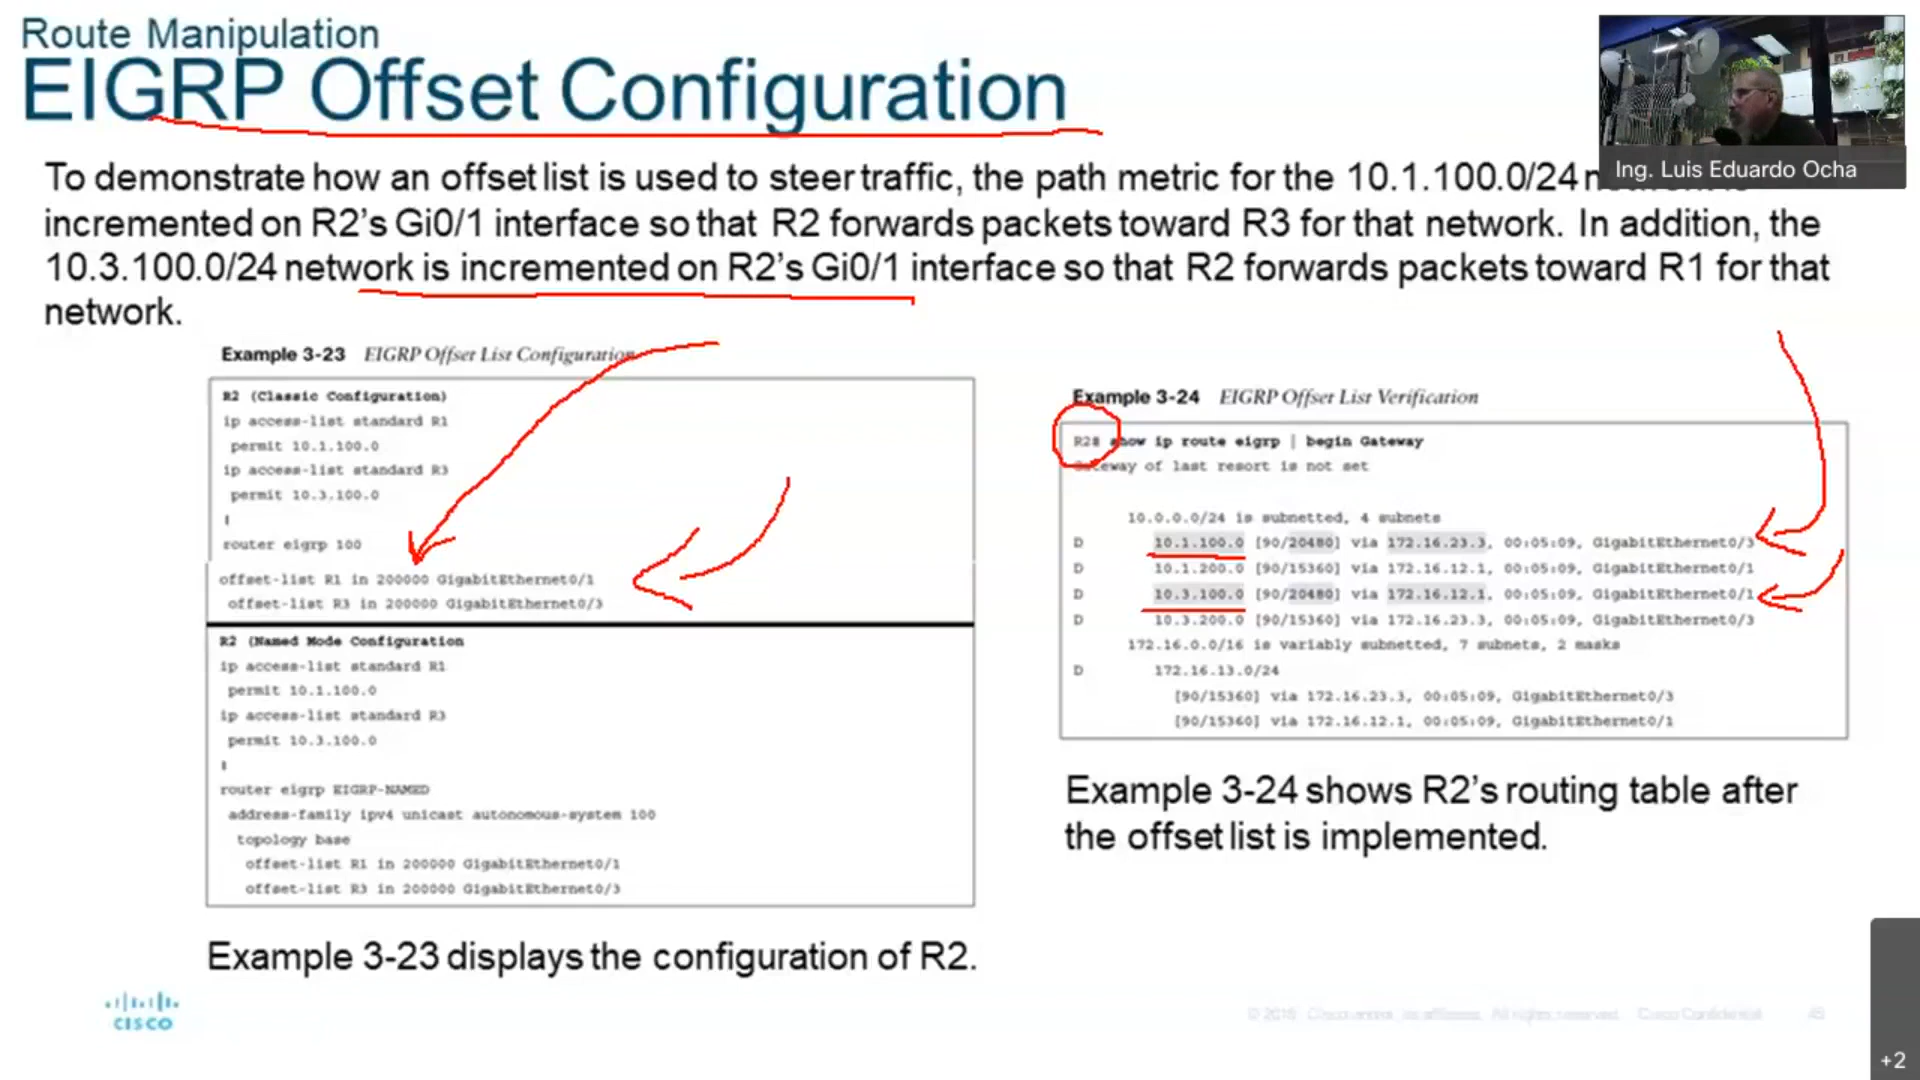 Route Manipulation
EIGRP Offset Configuration
Ing. Luis Eduardo Ocha
To demonstrate how an offset list is used to steer traffic, the path metric for the 10.1.100.0/24
incremented on R2's Gi0/1 interface so that R2 forwards packets toward R3 for that network. In addition, the
10.3.100.0/24 network is incremented on R2's Gi0/1 interface so that R2 forwards packets toward R1 for that
network.
Example 3-23 EIGRP Offset List Configuration
R2 (Classic Configuration)
ip access-list standard R1
permit 10.1.100.0
ip access-list standard R3
permit 10.3.100.0
!
router eigrp 100
offset-list R1 in 200000 GigabitEthernet0/1
offset-list R3 in 200000 GigabitEthernet0/3
R2 (Named Mode Configuration
ip access-list standard R1
permit 10.1.100.0
ip access-list standard R3
permit 10.3.100.0
!
router eigrp EIGRP-NAMED
address-family ipv4 unicast autonomous-system 100
topology base
offset-list R1 in 200000 GigabitEthernet0/1
offset-list R3 in 200000 GigabitEthernet0/3
Example 3-23 displays the configuration of R2.
Example 3-24 EIGRP Offset List Verification
R2# show ip route eigrp | begin Gateway
Gateway of last resort is not set
10.0.0.0/24 is subnetted, 4 subnets
D 10.1.100.0 [90/20480] via 172.16.23.3, 00:05:09, GigabitEthernet0/3
D 10.1.200.0 [90/15360] via 172.16.12.1, 00:05:09, GigabitEthernet0/1
D 10.3.100.0 [90/20480] via 172.16.12.1, 00:05:09, GigabitEthernet0/1
D 10.3.200.0 [90/15360] via 172.16.23.3, 00:05:09, GigabitEthernet0/3
172.16.0.0/16 is variably subnetted, 7 subnets, 2 masks
D 172.16.13.0/24
[90/15360] via 172.16.23.3, 00:05:09, GigabitEthernet0/3
[90/15360] via 172.16.12.1, 00:05:09, GigabitEthernet0/1
Example 3-24 shows R2's routing table after
the offset list is implemented.
CISCO
© 2016 Cisco and/or its affiliates. All rights reserved. Cisco Confidential
+2